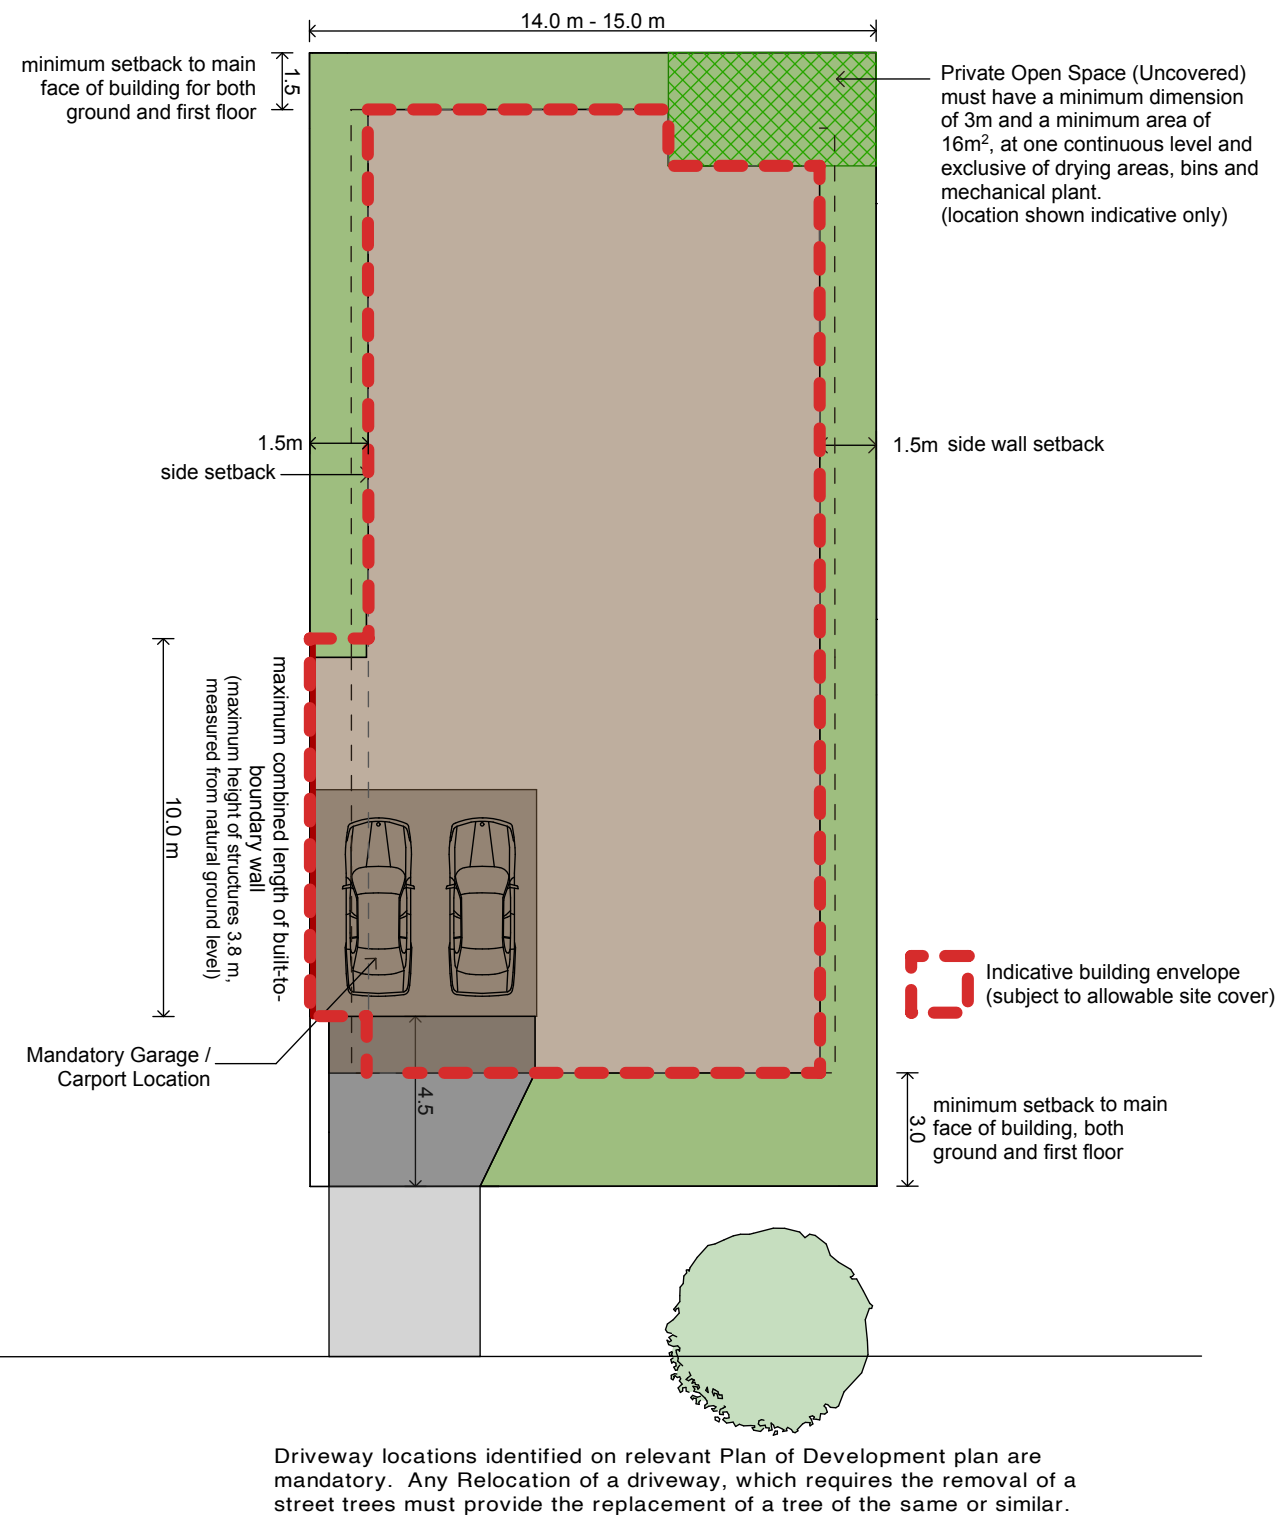 14.0 m - 15.0 m
minimum setback to main
face of building for both
ground and first floor
1.5
Private Open Space (Uncovered)
must have a minimum dimension
of 3m and a minimum area of
16m², at one continuous level and
exclusive of drying areas, bins and
mechanical plant.
(location shown indicative only)
1.5m
side setback
1.5m side wall setback
10.0 m
maximum combined length of built-to-
boundary wall
(maximum height of structures 3.8 m,
measured from natural ground level)
Indicative building envelope
(subject to allowable site cover)
Mandatory Garage /
Carport Location
4.5
3.0
minimum setback to main
face of building, both
ground and first floor
Driveway locations identified on relevant Plan of Development plan are
mandatory. Any Relocation of a driveway, which requires the removal of a
street trees must provide the replacement of a tree of the same or similar.